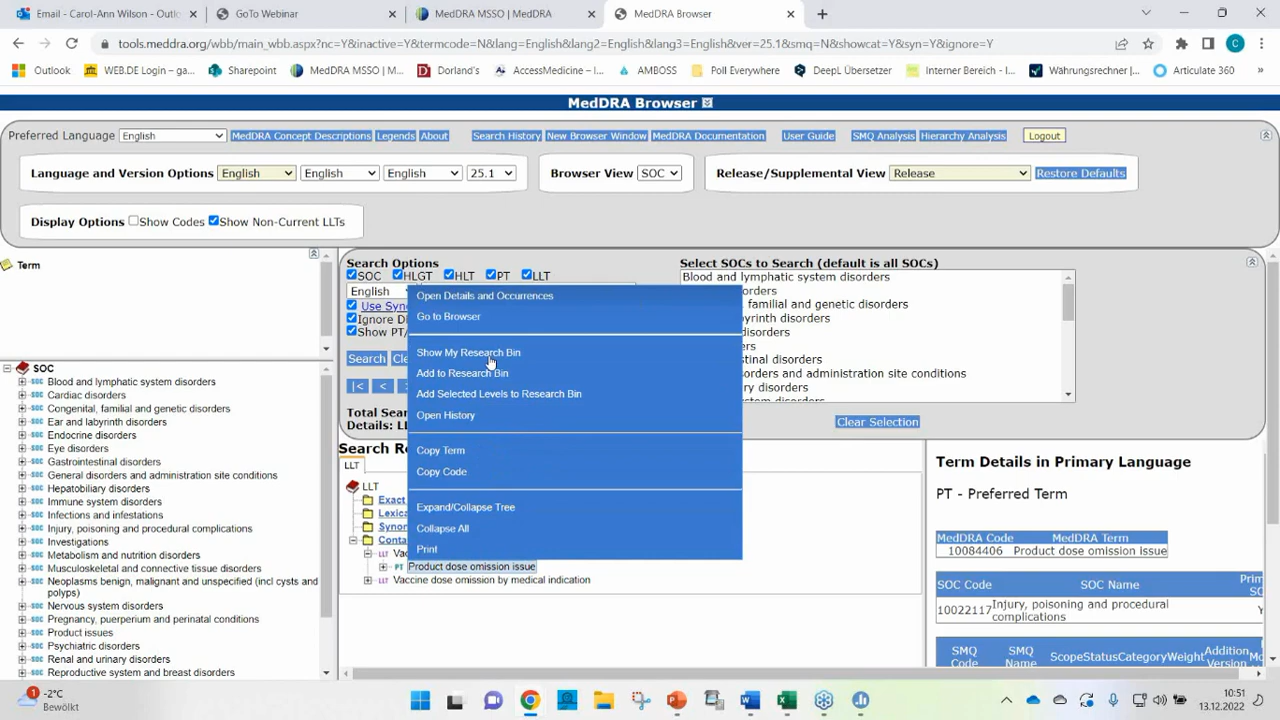 Email - Carol-Ann Wilson - Outlo
GoTo Webinar
MedDRA MSSO | MedDRA
MedDRA Browser
tools.meddra.org/wbb/main_wbb.aspx?nc=Y&inactive=Y&termcode=N&lang=English&lang2=English&lang3=English&ver=25.1&smq=N&showcat=Y&syn=Y&ignore=Y
C
Outlook
WEB.DE Login – ga...
Sharepoint
MedDRA MSSO | M...
Dorland's
AccessMedicine – I...
AMBOSS
Poll Everywhere
DeepL Übersetzer
Interner Bereich - I...
Währungsrechner |...
Articulate 360
MedDRA Browser
Preferred Language English MedDRA Concept Descriptions Legends About Search History New Browser Window MedDRA Documentation User Guide SMQ Analysis Hierarchy Analysis Logout
Language and Version Options English English English 25.1
Browser View SOC
Release/Supplemental View Release Restore Defaults
Display Options Show Codes Show Non-Current LLTs
Term
SOC
Blood and lymphatic system disorders
Cardiac disorders
Congenital, familial and genetic disorders
Ear and labyrinth disorders
Endocrine disorders
Eye disorders
Gastrointestinal disorders
General disorders and administration site conditions
Hepatobiliary disorders
Immune system disorders
Infections and infestations
Injury, poisoning and procedural complications
Investigations
Metabolism and nutrition disorders
Musculoskeletal and connective tissue disorders
Neoplasms benign, malignant and unspecified (incl cysts and
polyps)
Nervous system disorders
Pregnancy, puerperium and perinatal conditions
Product issues
Psychiatric disorders
Renal and urinary disorders
Reproductive system and breast disorders
Search Options
SOC HLGT HLT PT LLT
English
Use Syn
Ignore D
Show PT/
Search Cle
|< <
Total Sear
Details: LL
Open Details and Occurrences
Go to Browser
Show My Research Bin
Add to Research Bin
Add Selected Levels to Research Bin
Open History
Copy Term
Copy Code
Expand/Collapse Tree
Collapse All
Print
Select SOCs to Search (default is all SOCs)
Blood and lymphatic system disorders
orders
familial and genetic disorders
yrinth disorders
disorders
ers
stinal disorders
orders and administration site conditions
ry disorders
Clear Selection
Search Re
LLT
LLT
Exact
Lexica
Synon
Conta
LLT Vac
PT Product dose omission issue
LLT Vaccine dose omission by medical indication
Term Details in Primary Language
PT - Preferred Term
MedDRA Code MedDRA Term
10084406 Product dose omission issue
SOC Code SOC Name Prim
10022117 Injury, poisoning and procedural
complications Y
SMQ Code SMQ Name Scope Status Category Weight Addition Version
-2°C
Bewölkt
1
10:51
13.12.2022